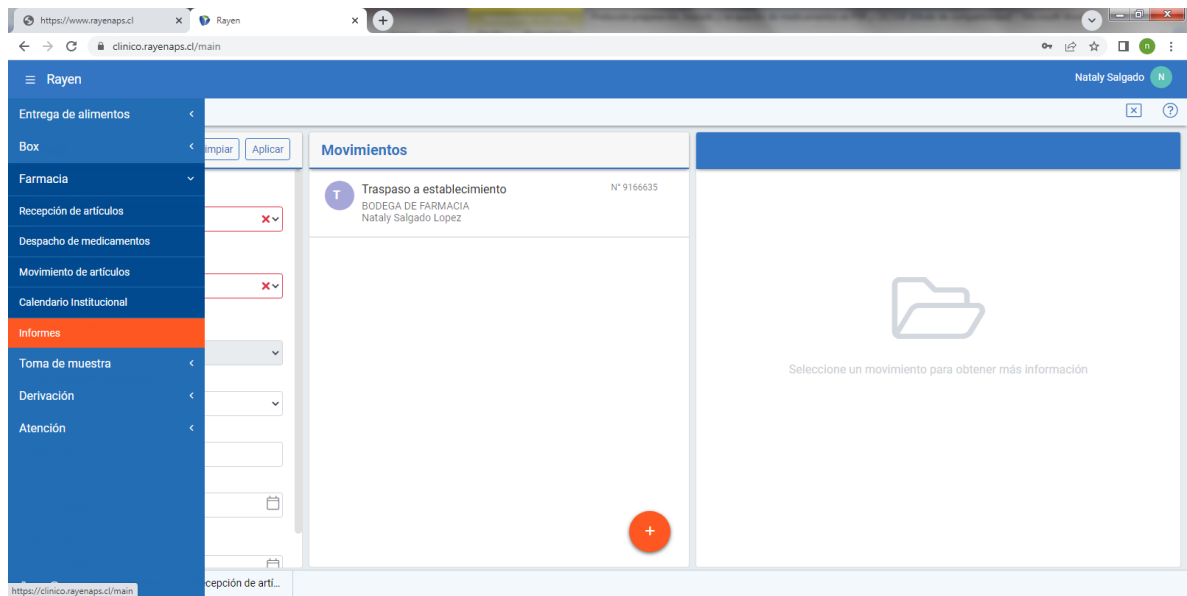 https://www.rayenaps.cl
Rayen
clinico.rayenaps.cl/main
n
Rayen
Nataly Salgado N
Entrega de alimentos
Box
Farmacia
Recepción de artículos
Despacho de medicamentos
Movimiento de artículos
Calendario Institucional
Informes
Toma de muestra
Derivación
Atención
impiar
Aplicar
Movimientos
T
Traspaso a establecimiento
N° 9166635
BODEGA DE FARMACIA
Nataly Salgado Lopez
+
Seleccione un movimiento para obtener más información
ecepción de artí...
https://clinico.rayenaps.cl/main